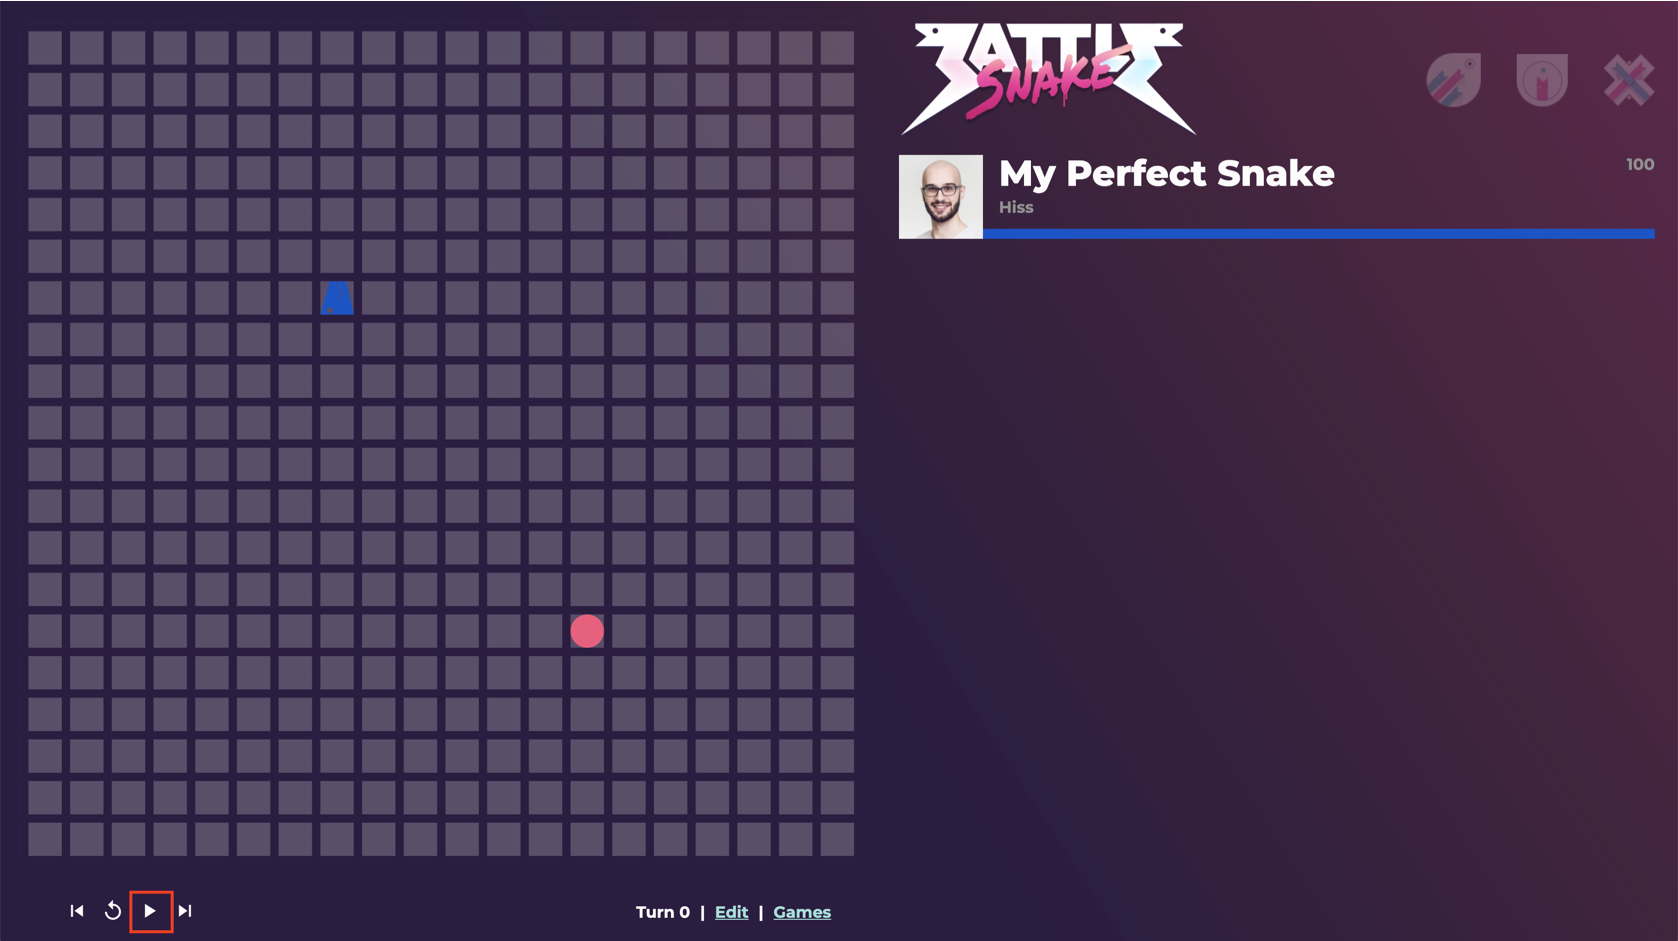 BATTLE
SNAKE
My Perfect Snake
100
Hiss
Turn 0 | Edit | Games